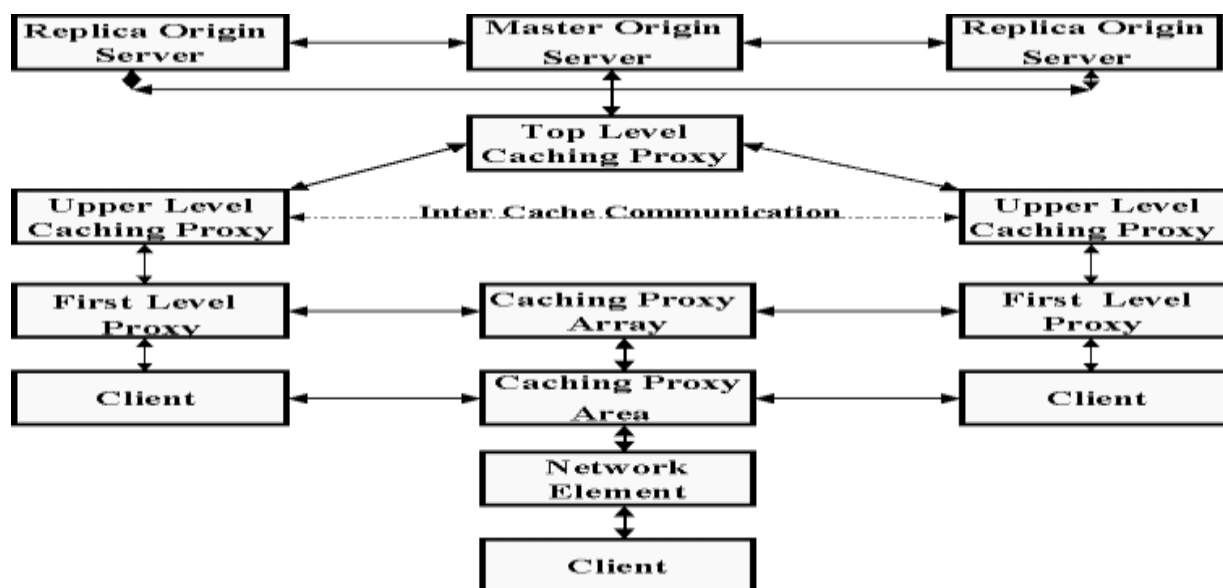 Replica Origin
Server
Master Origin
Server
Replica Origin
Server
Top Level
Caching Proxy
Upper Level
Caching Proxy
Inter Cache Communication
Upper Level
Caching Proxy
First Level
Proxy
Caching Proxy
Array
First Level
Proxy
Client
Caching Proxy
Area
Client
Network
Element
Client